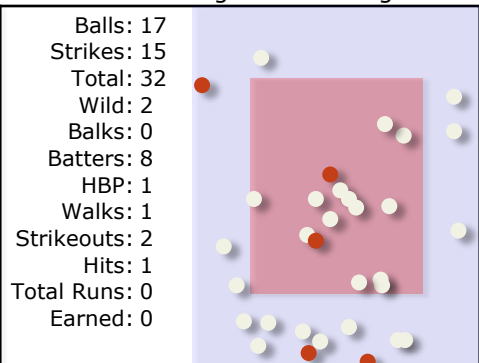 Balls: 17
Strikes: 15
Total: 32
Wild: 2
Balks: 0
Batters: 8
HBP: 1
Walks: 1
Strikeouts: 2
Hits: 1
Total Runs: 0
Earned: 0